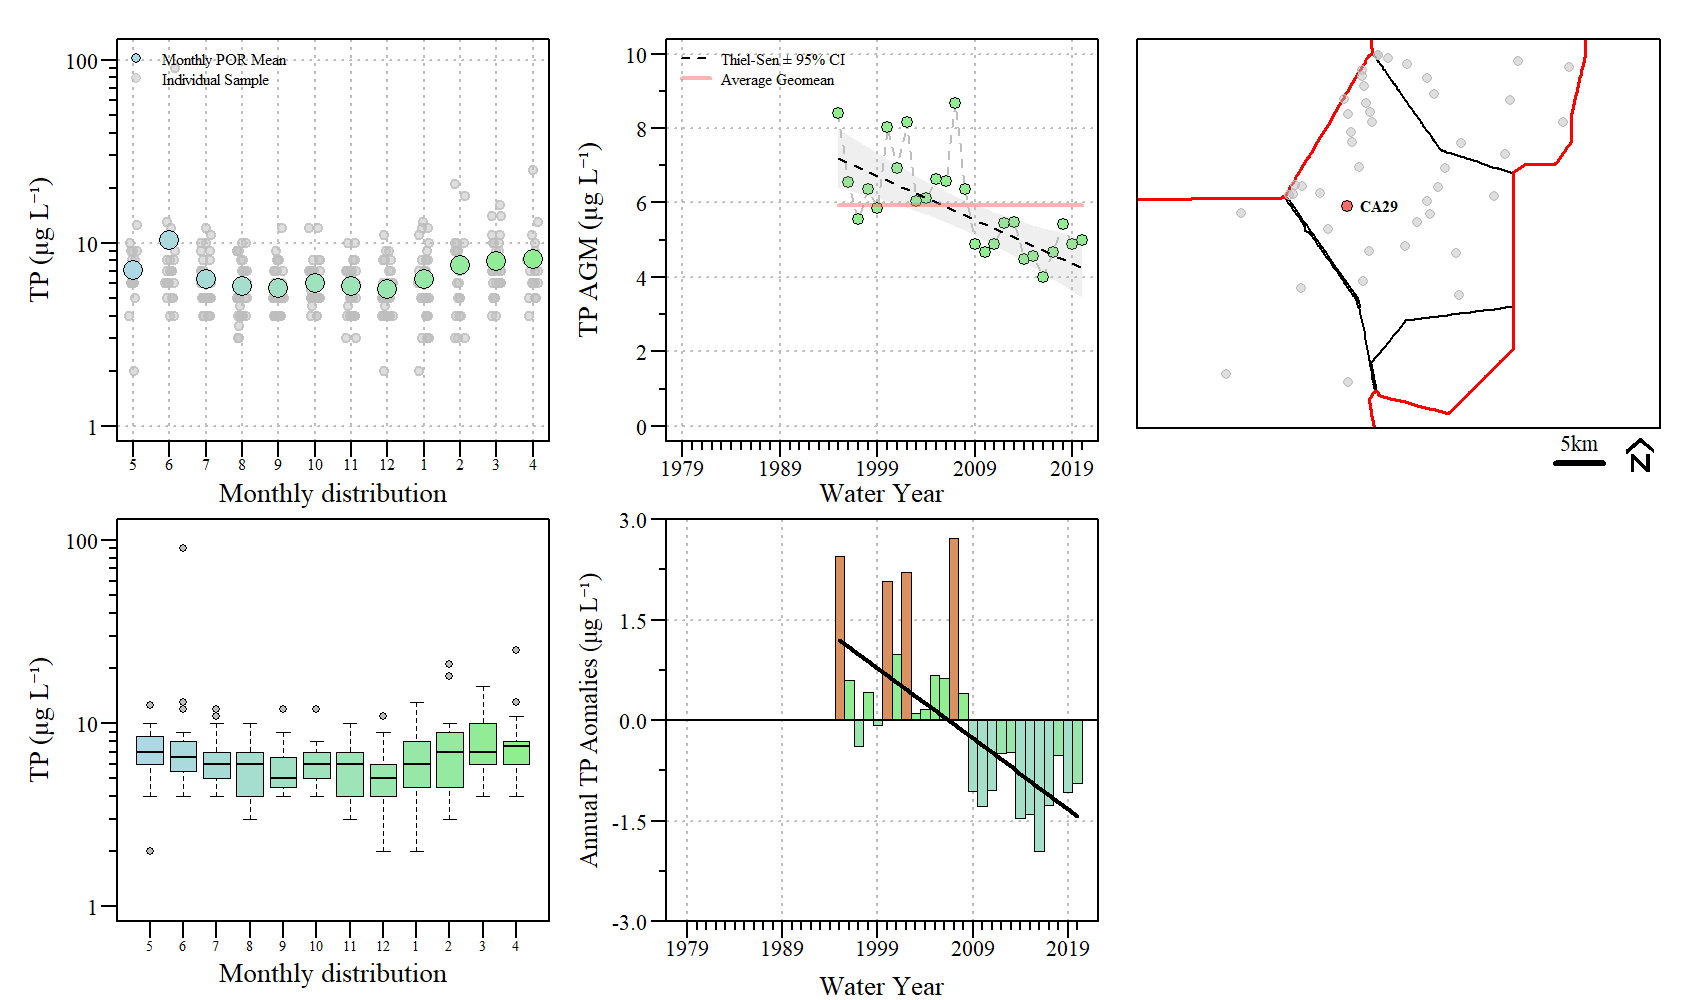 Monthly POR Mean
Individual Sample
100
10
1
TP (µg L⁻¹)
5 6 7 8 9 10 11 12 1 2 3 4
Monthly distribution
Thiel-Sen ± 95% CI
Average Geomean
10
8
6
4
2
0
TP AGM (µg L⁻¹)
1979 1989 1999 2009 2019
Water Year
CA29
5km
N
100
10
1
TP (µg L⁻¹)
5 6 7 8 9 10 11 12 1 2 3 4
Monthly distribution
3.0
1.5
0.0
-1.5
-3.0
Annual TP Aomalies (µg L⁻¹)
1979 1989 1999 2009 2019
Water Year